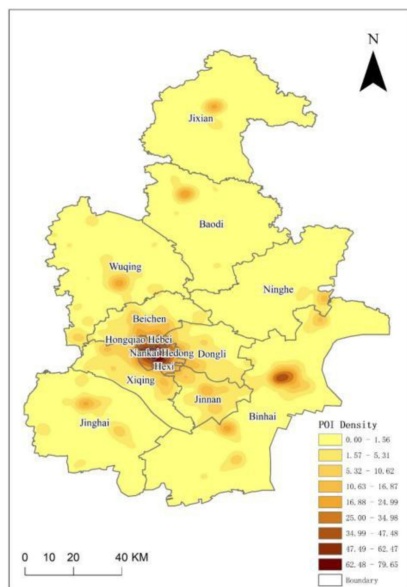 N
Jixian
Baodi
Wuqing
Ninghe
Beichen
Hongqiao Hebei
Nankai Hedong
Dongli
Hexi
Xiqing
Jinnan
Jinghai
Binhai
POI Density
0.00 - 1.56
1.57 - 5.31
5.32 - 10.62
10.63 - 16.87
16.88 - 24.99
25.00 - 34.98
34.99 - 47.48
47.49 - 62.47
62.48 - 79.65
Boundary
0 10 20 40 KM